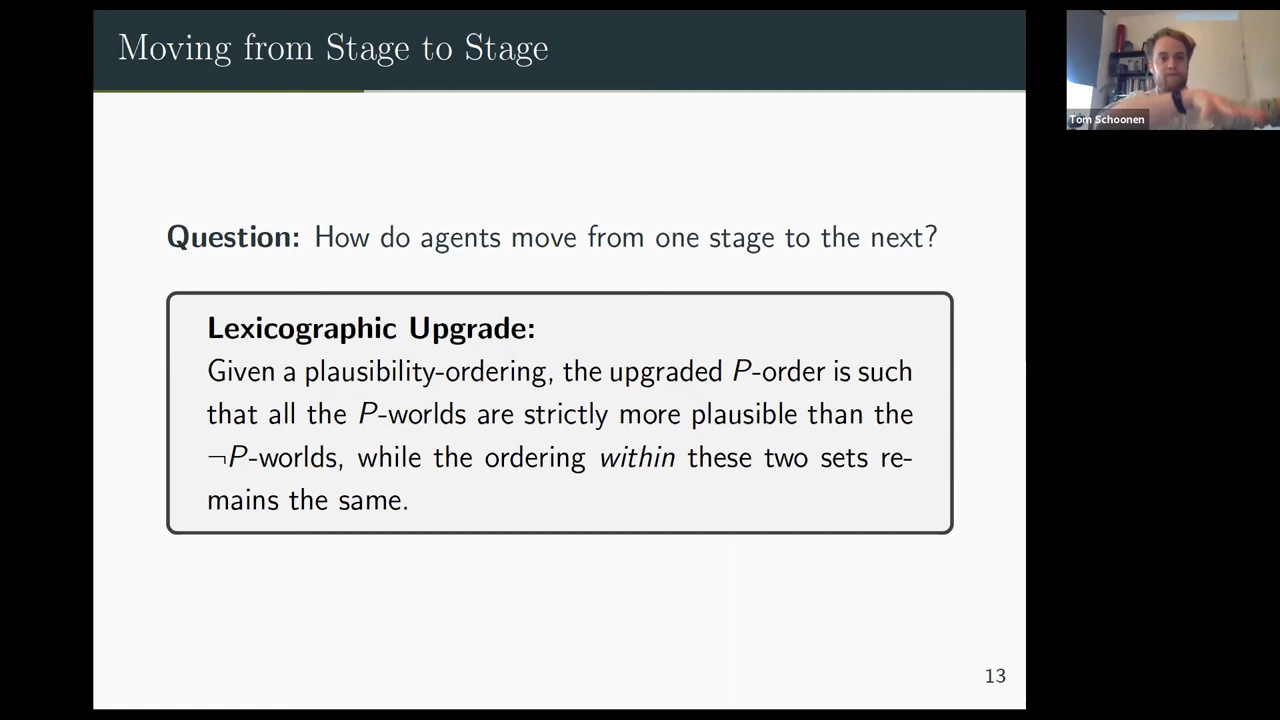 Moving from Stage to Stage
Tom Schoonen
Question: How do agents move from one stage to the next?
Lexicographic Upgrade:
Given a plausibility-ordering, the upgraded P-order is such
that all the P-worlds are strictly more plausible than the
¬P-worlds, while the ordering within these two sets re-
mains the same.
13